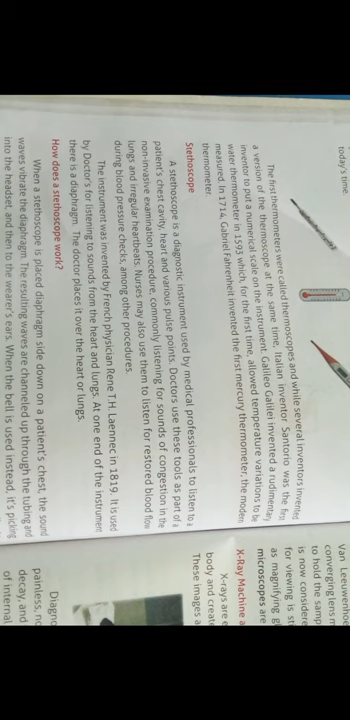 today's time.
The first thermometers were called thermoscopes and while several inventors invented
a version of the thermoscope at the same time, Italian inventor Santorio was the first
inventor to put a numerical scale on the instrument. Galileo Galilei invented a rudimentary
water thermometer in 1593 which, for the first time, allowed temperature variations to be
measured. In 1714, Gabriel Fahrenheit invented the first mercury thermometer, the modern
thermometer.
Stethoscope
A stethoscope is a diagnostic instrument used by medical professionals to listen to a
patient's chest cavity, heart and various pulse points. Doctors use these tools as part of a
non-invasive examination procedure, commonly listening for sounds of congestion in the
lungs and irregular heartbeats. Nurses may also use them to listen for restored blood flow
during blood pressure checks, among other procedures.
The instrument was invented by French physician Rene T.H. Laennec in 1819. It is used
by Doctor's for listening to sounds from the heart and lungs. At one end of the instrument
there is a diaphragm. The doctor places it over the heart or lungs.
How does a stethoscope work?
When a stethoscope is placed diaphragm side down on a patient's chest, the sound
waves vibrate the diaphragm. The resulting waves are channeled up through the tubing and
into the headset, and then to the wearer's ears. When the bell is used instead, it's picking
Van Leeuwenhoe
converging lens m
to hold the samp
is now considere
for viewing is st
as magnifying gl
microscopes are
X-Ray Machine a
X-rays are e
body and create
These images a
Diagno
painless, no
decay, and
of internal